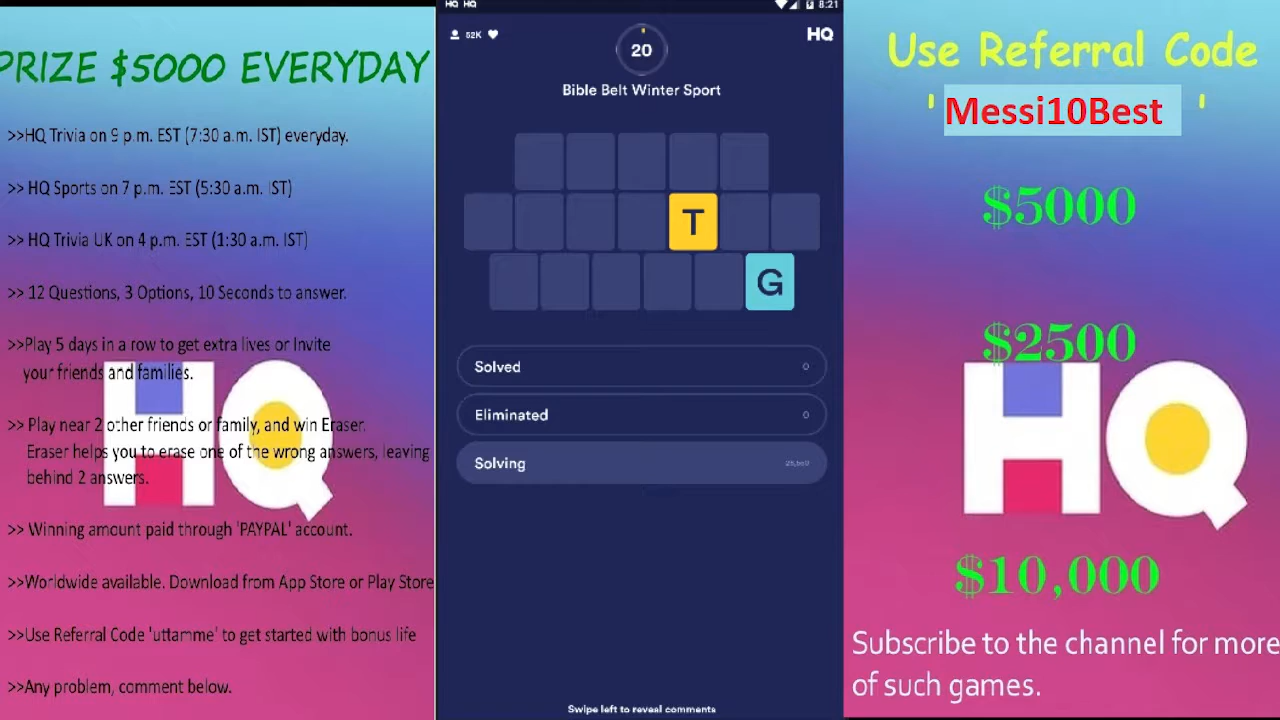 PRIZE $5000 EVERYDAY
>>HQ Trivia on 9 p.m. EST (7:30 a.m. IST) everyday.
>> HQ Sports on 7 p.m. EST (5:30 a.m. IST)
>> HQ Trivia UK on 4 p.m. EST (1:30 a.m. IST)
>> 12 Questions, 3 Options, 10 Seconds to answer.
>>Play 5 days in a row to get extra lives or Invite
your friends and families.
>> Play near 2 other friends or family, and win Eraser.
Eraser helps you to erase one of the wrong answers, leaving
behind 2 answers.
>> Winning amount paid through 'PAYPAL' account.
>>Worldwide available. Download from App Store or Play Store
>>Use Referral Code 'uttamme' to get started with bonus life
>>Any problem, comment below.
HQ
HQ HQ 8:21
52K HQ
20
Bible Belt Winter Sport
T
G
Solved 0
Eliminated 0
Solving
Swipe left to reveal comments
Use Referral Code
' Messi10Best '
$5000
$2500
HQ
$10,000
Subscribe to the channel for more
of such games.